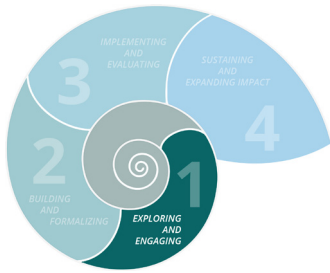 1
EXPLORING
AND
ENGAGING
2
BUILDING
AND
FORMALIZING
3
IMPLEMENTING
AND
EVALUATING
4
SUSTAINING
AND
EXPANDING IMPACT